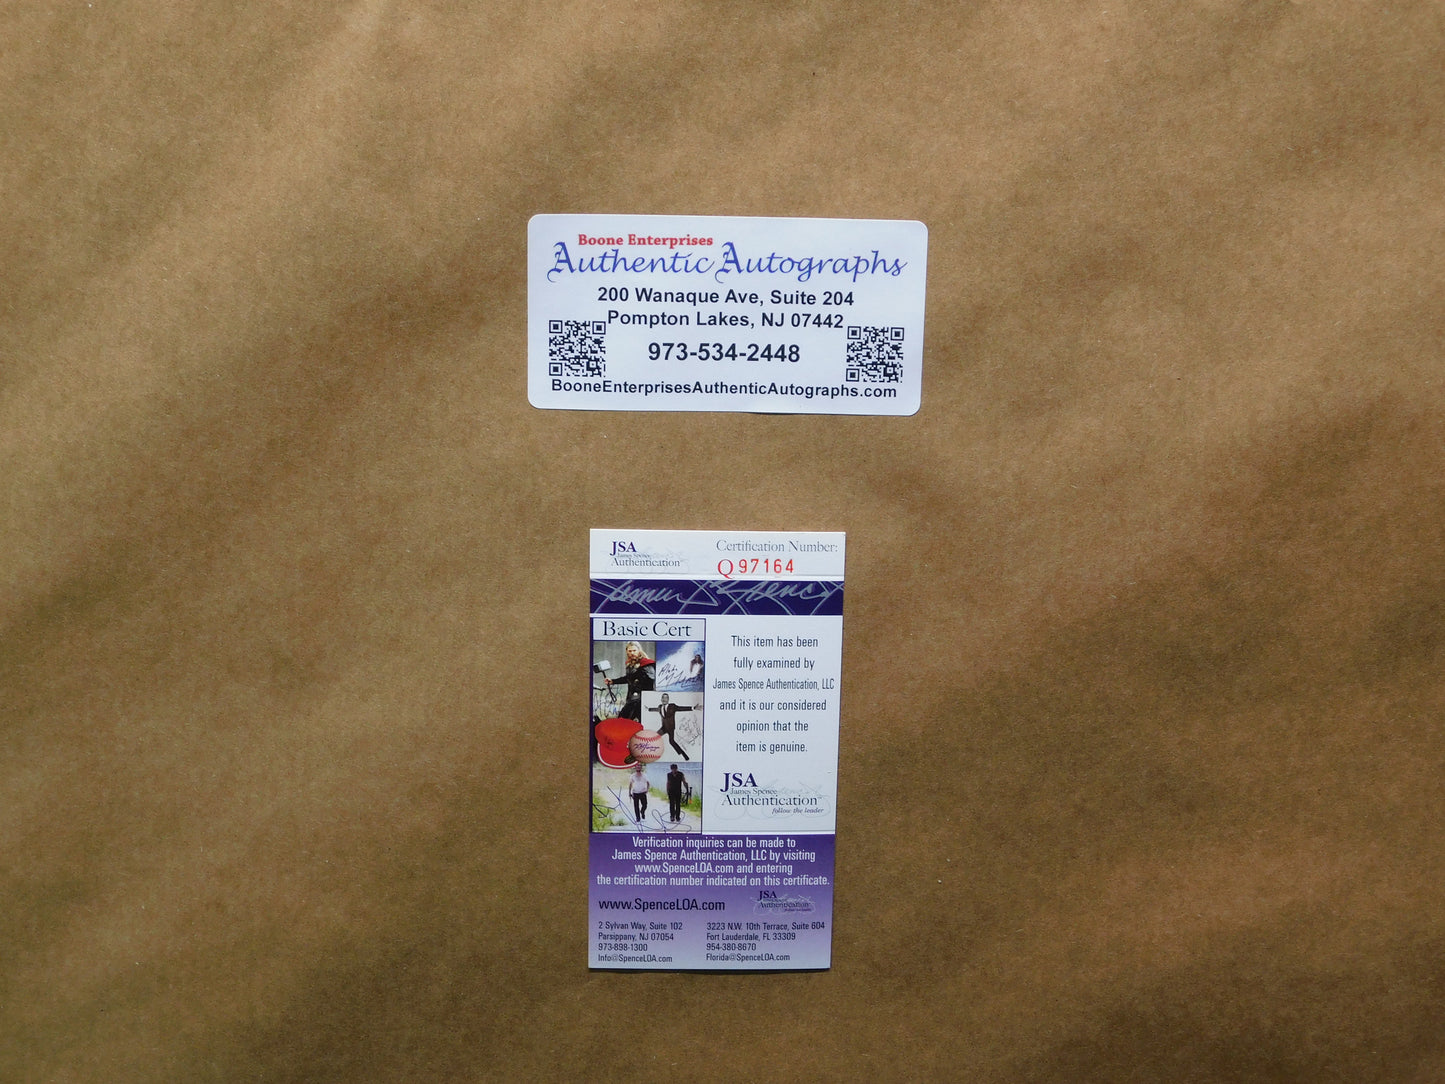 Boone Enterprises
Authentic Autographs
200 Wanaque Ave, Suite 204
Pompton Lakes, NJ 07442
973-534-2448
BooneEnterprisesAuthenticAutographs.com
JSA
James Spence
Authentication
Certification Number:
Q97164
James Spence
Basic Cert
This item has been
fully examined by
James Spence Authentication, LLC
and it is our considered
opinion that the
item is genuine.
JSA
James Spence
Authentication™
follow the leader
Verification inquiries can be made to
James Spence Authentication, LLC by visiting
www.SpenceLOA.com and entering
the certification number indicated on this certificate.
www.SpenceLOA.com
JSA
Authentication
2 Sylvan Way, Suite 102
Parsippany, NJ 07054
973-898-1300
Info@SpenceLOA.com
3223 N.W. 10th Terrace, Suite 604
Fort Lauderdale, FL 33309
954-380-8670
Florida@SpenceLOA.com